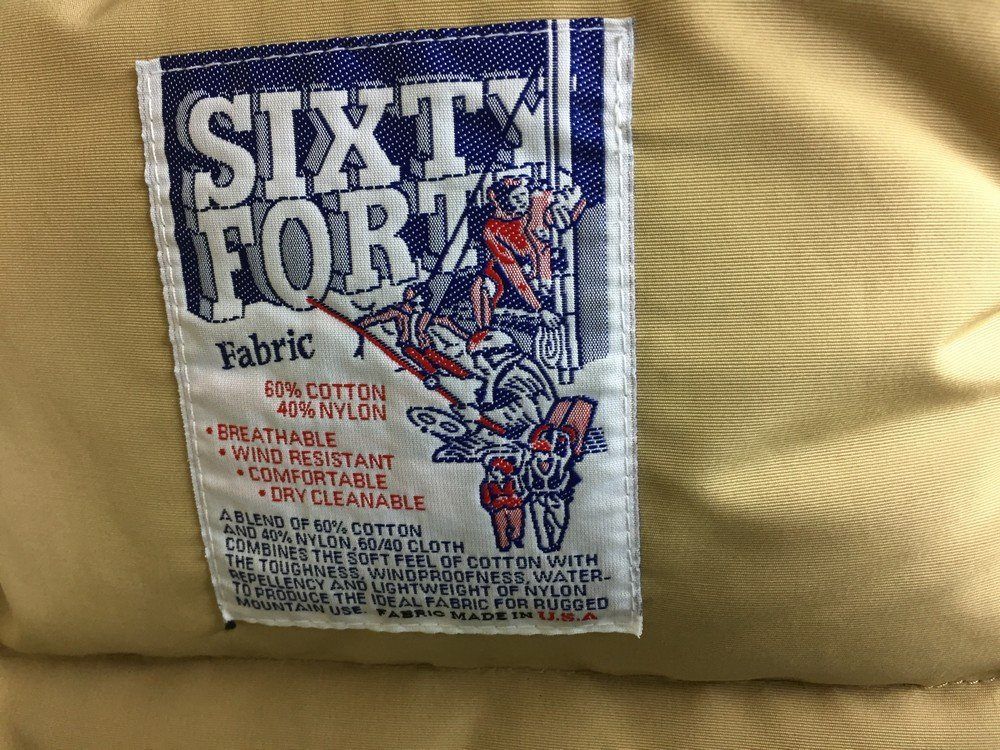 SIXTY
FORTY
Fabric
60% COTTON
40% NYLON
• BREATHABLE
• WIND RESISTANT
• COMFORTABLE
• DRY CLEANABLE
A BLEND OF 60% COTTON
AND 40% NYLON, 60/40 CLOTH
COMBINES THE SOFT FEEL OF COTTON WITH
THE TOUGHNESS, WINDPROOFNESS, WATER-
REPELLENCY AND LIGHTWEIGHT OF NYLON
TO PRODUCE THE IDEAL FABRIC FOR RUGGED
MOUNTAIN USE. FABRIC MADE IN U.S.A